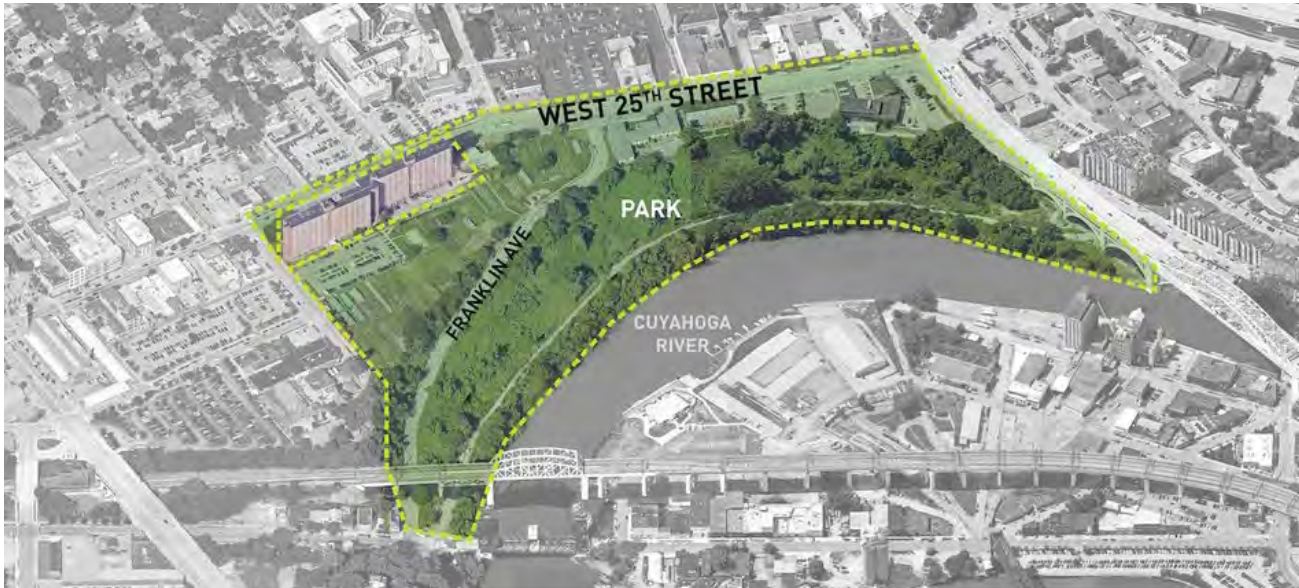 WEST 25TH STREET
PARK
FRANKLIN AVE
CUYAHOGA
RIVER